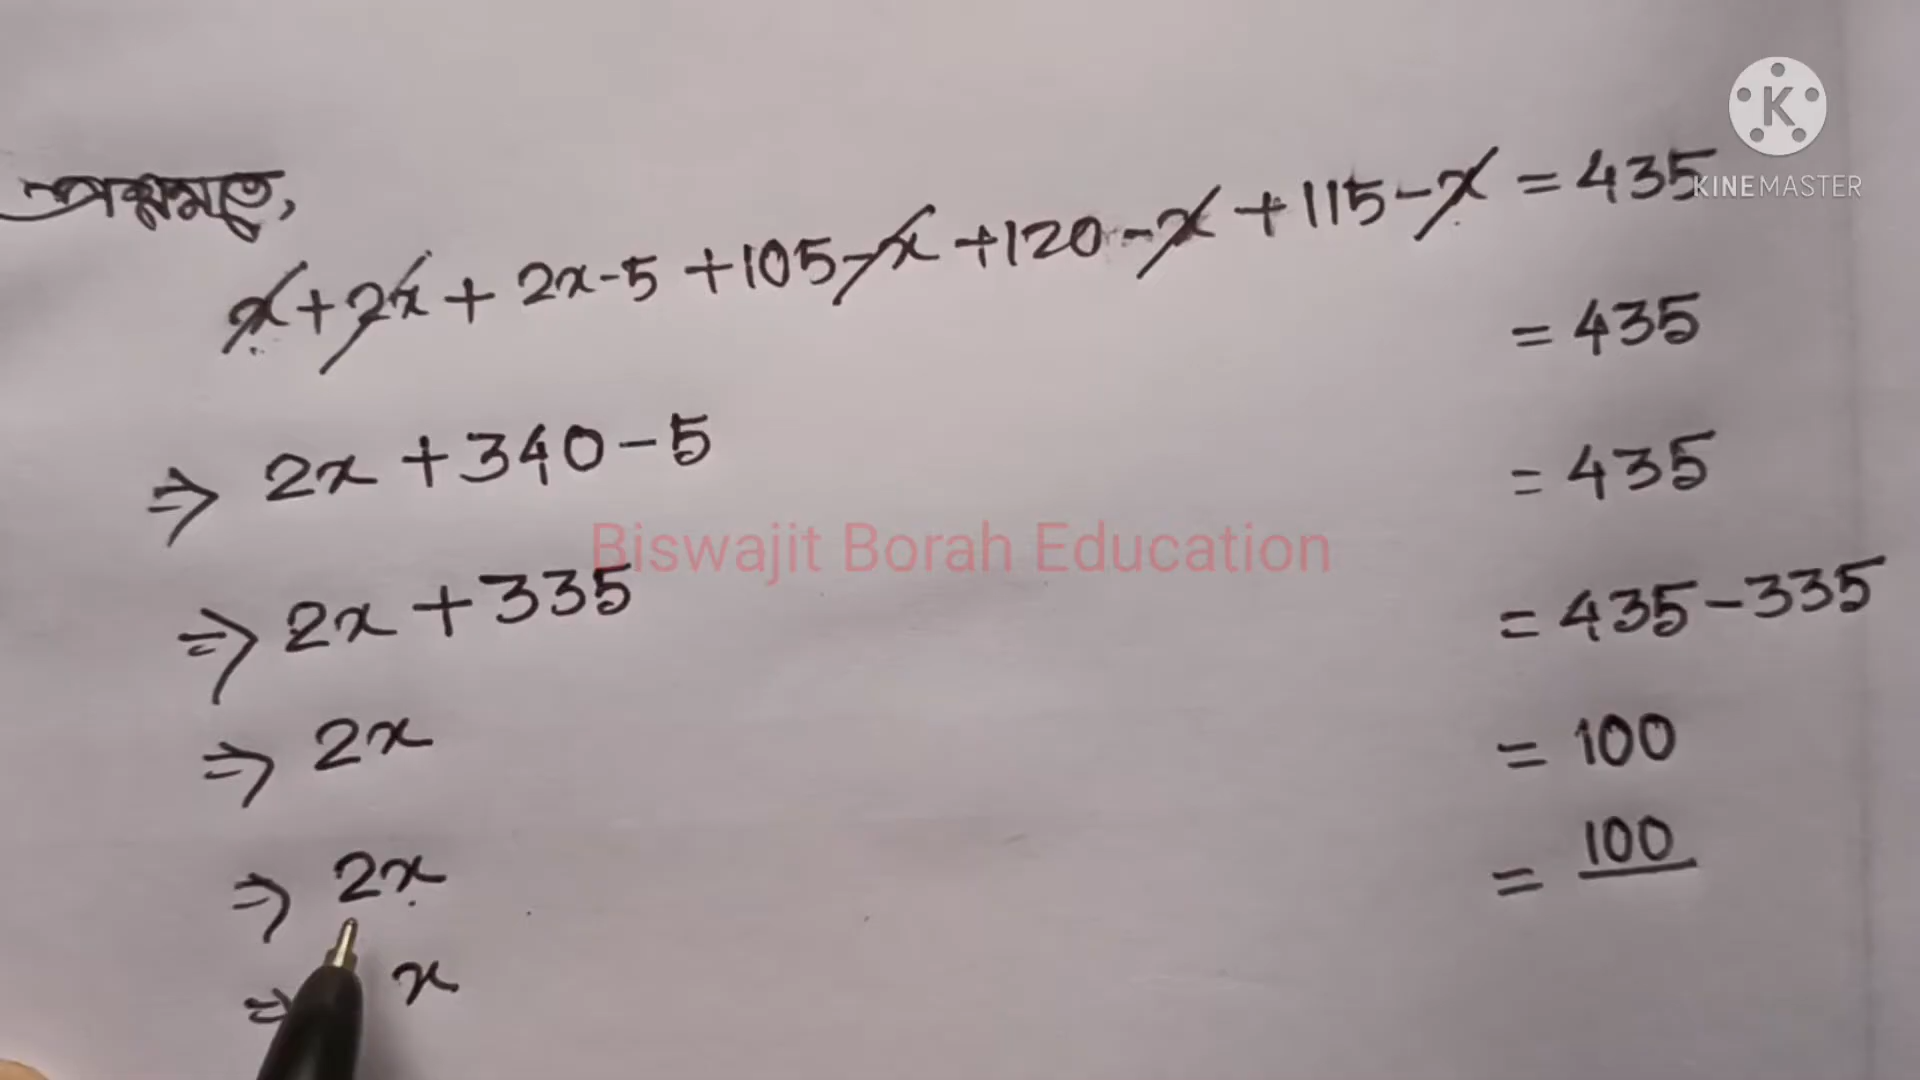 প্ৰশ্নমতে,
x + 2x + 2x - 5 + 105 - x + 120 - x + 115 - x = 435
= 435
⇒ 2x + 340 - 5 = 435
⇒ 2x + 335 = 435 - 335
⇒ 2x = 100
⇒ 2x = 100
⇒ x
Biswajit Borah Education
K
KINEMASTER